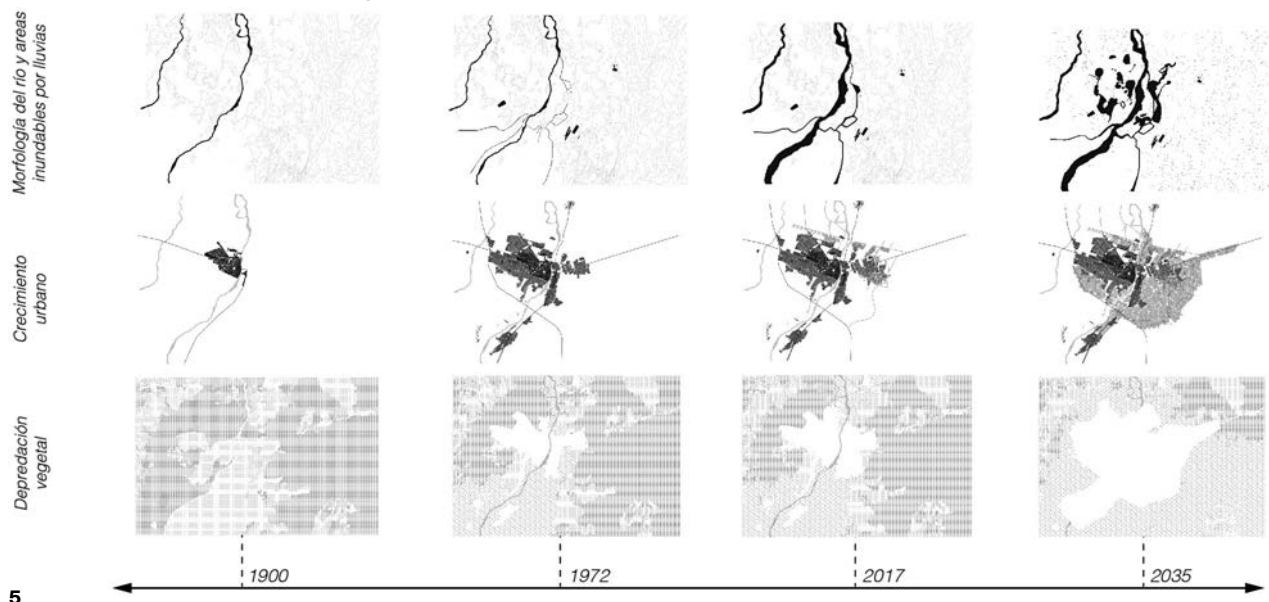 Morfología del río y areas
inundables por lluvias
Crecimiento
urbano
Depredación
vegetal
1900
1972
2017
2035
5